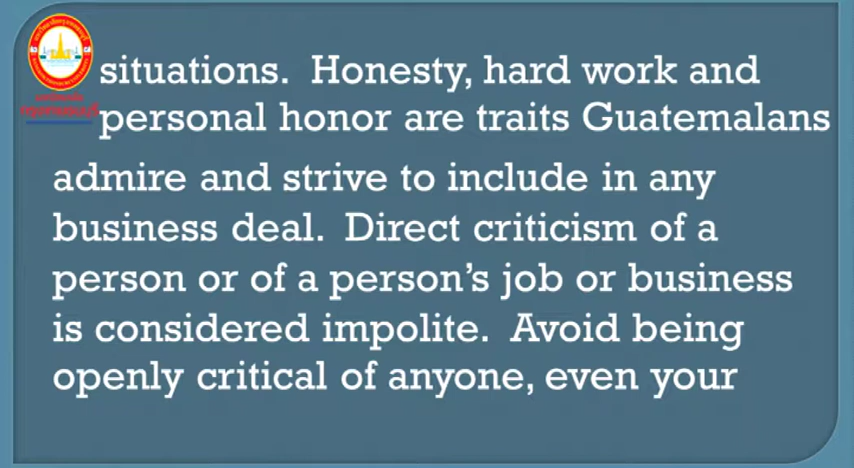 situations.  Honesty, hard work and
personal honor are traits Guatemalans
admire and strive to include in any
business deal.  Direct criticism of a
person or of a person’s job or business
is considered impolite.  Avoid being
openly critical of anyone, even your